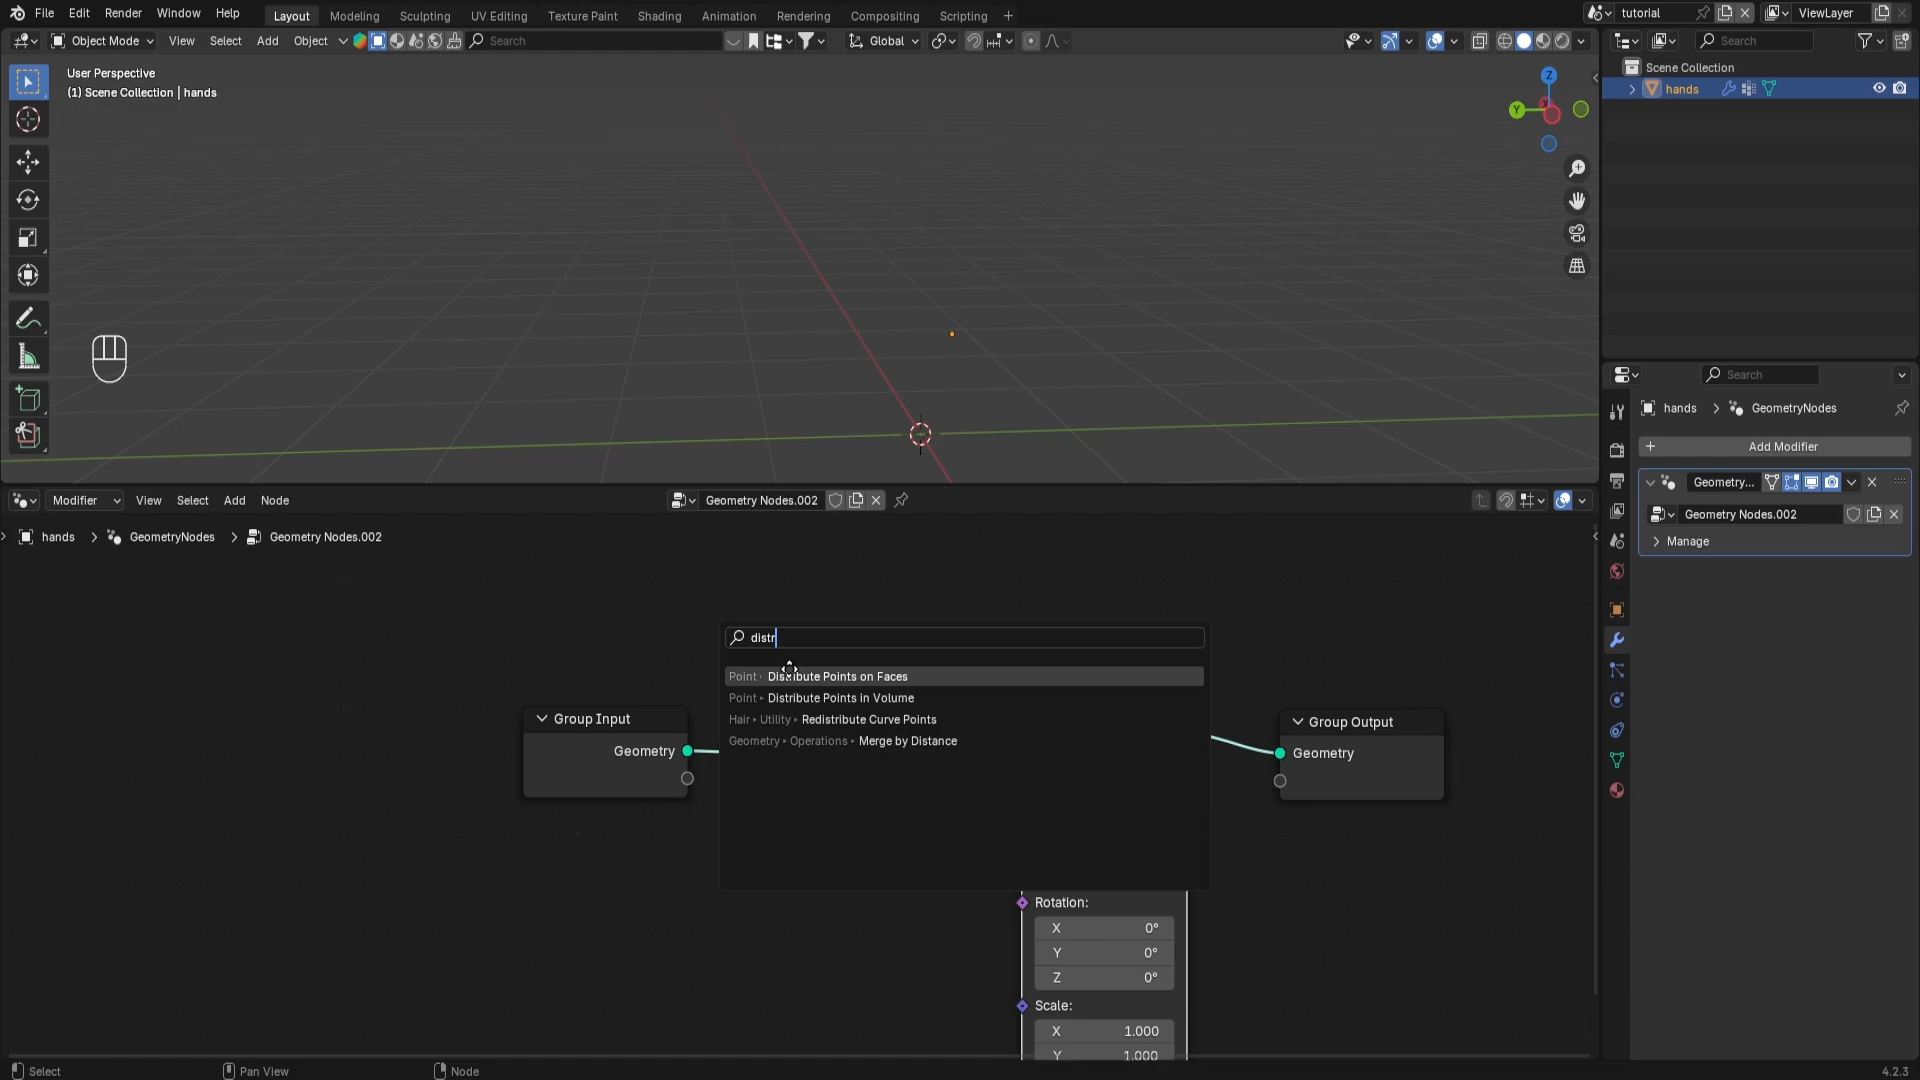 File Edit Render Window Help Layout Modeling Sculpting UV Editing Texture Paint Shading Animation Rendering Compositing Scripting + tutorial ViewLayer
Object Mode View Select Add Object Search Global Search
User Perspective
(1) Scene Collection | hands
Z
Y
X
Scene Collection
hands
Search
hands > GeometryNodes
+ Add Modifier
Geometry...
Geometry Nodes.002
Manage
Modifier View Select Add Node Geometry Nodes.002
hands > GeometryNodes > Geometry Nodes.002
distr
Point ▸ Distribute Points on Faces
Point ▸ Distribute Points in Volume
Hair ▸ Utility ▸ Redistribute Curve Points
Geometry ▸ Operations ▸ Merge by Distance
Group Input
Geometry
Group Output
Geometry
Rotation:
X 0°
Y 0°
Z 0°
Scale:
X 1.000
Y 1.000
Select Pan View Node 4.2.3